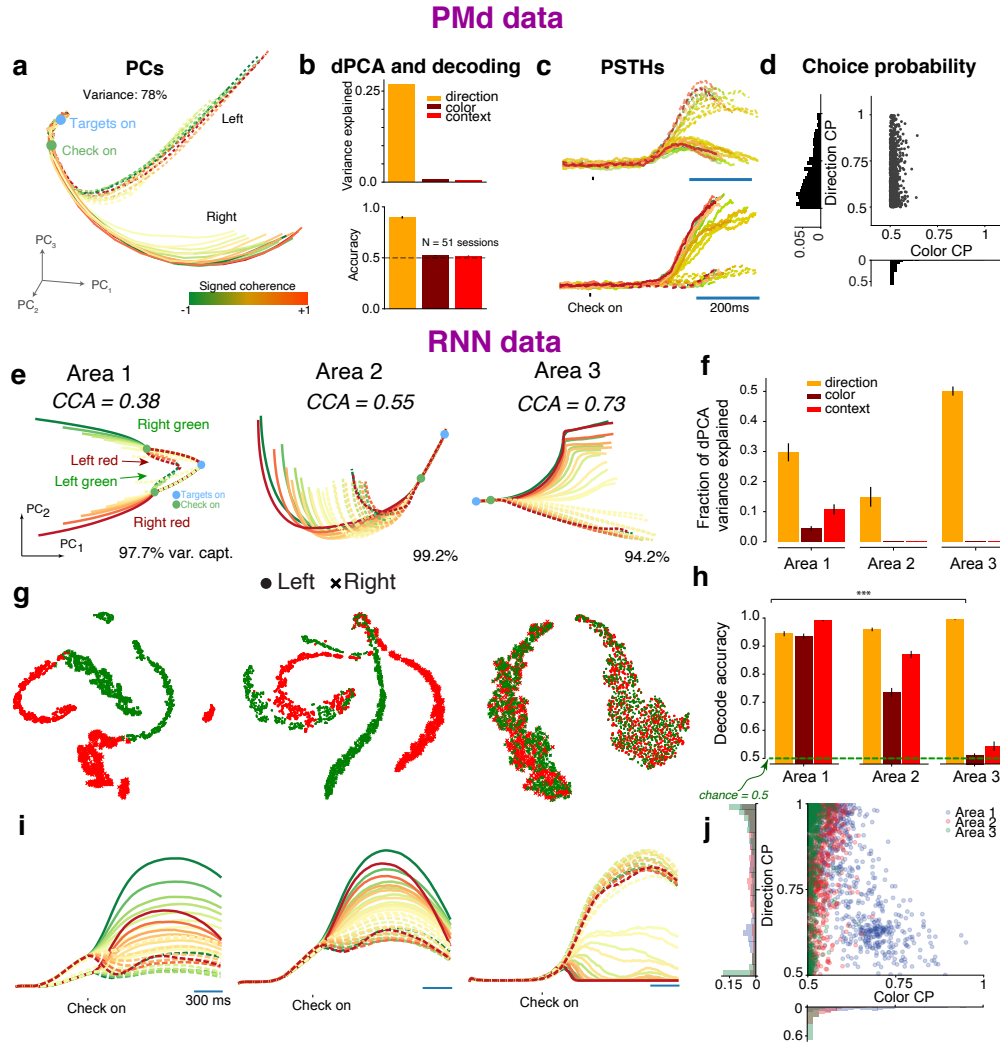 PMd data
a
PCs
Variance: 78%
Targets on
Check on
Left
Right
PC3
PC1
PC2
Signed coherence
-1
+1
b
dPCA and decoding
0.25
Variance explained
0.0
direction
color
context
1.0
Accuracy
N = 51 sessions
0.5
0.0
c
PSTHs
Check on
200ms
d
Choice probability
1
Direction CP
0.75
0.5
0.05
0
0.5
0.75
1
Color CP
0
0.5
RNN data
e
Area 1
CCA = 0.38
Right green
Left red
Left green
Right red
Targets on
Check on
PC2
PC1
97.7% var. capt.
Area 2
CCA = 0.55
99.2%
Area 3
CCA = 0.73
94.2%
f
Fraction of dPCA
variance explained
0.5
0.4
0.3
0.2
0.1
0.0
direction
color
context
Area 1
Area 2
Area 3
g
Left
Right
h
***
Decode accuracy
1.0
0.9
0.8
0.7
0.6
0.5
chance = 0.5
Area 1
Area 2
Area 3
i
Check on
300 ms
Check on
Check on
j
Area 1
Area 2
Area 3
1
Direction CP
0.75
0.5
0.15
0
0.5
0.75
1
Color CP
0
0.6